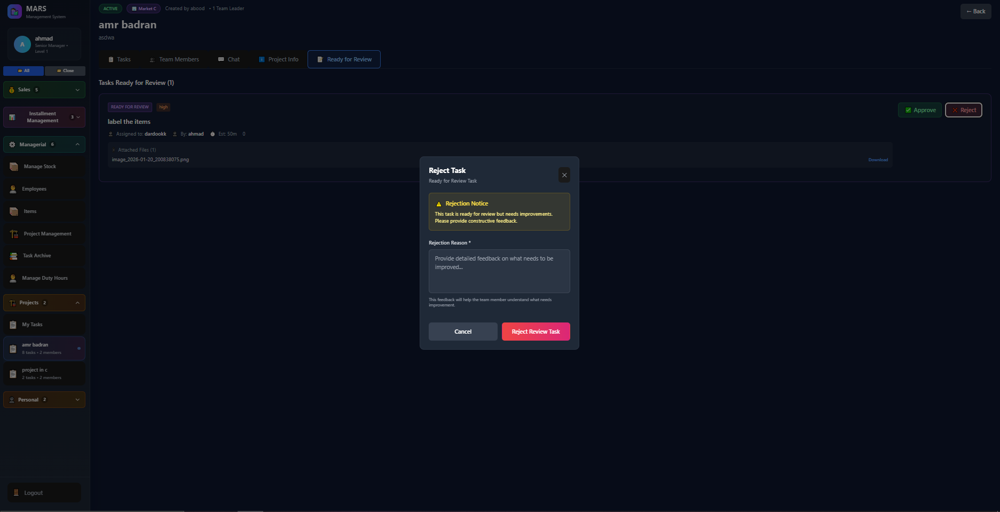 MARS
Management System
A
ahmad
Senior Manager •
Level 1
All
Close
Sales 5
Installment
Management
3
Managerial 6
Manage Stock
Employees
Items
Project Management
Task Archive
Manage Duty Hours
Projects 2
My Tasks
amr badran
8 tasks • 2 members
project in c
2 tasks • 2 members
Personal 2
Logout
ACTIVE
Market C
Created by abood
• 1 Team Leader
← Back
amr badran
asdwa
Tasks
Team Members
Chat
Project Info
Ready for Review
Tasks Ready for Review (1)
READY FOR REVIEW
high
Approve
Reject
label the items
Assigned to: dardookk
By: ahmad
Est: 50m
0
Attached Files (1)
image_2026-01-20_200838075.png
Download
Reject Task
Ready for Review Task
Rejection Notice
This task is ready for review but needs improvements.
Please provide constructive feedback.
Rejection Reason *
Provide detailed feedback on what needs to be
improved...
This feedback will help the team member understand what needs
improvement.
Cancel
Reject Review Task